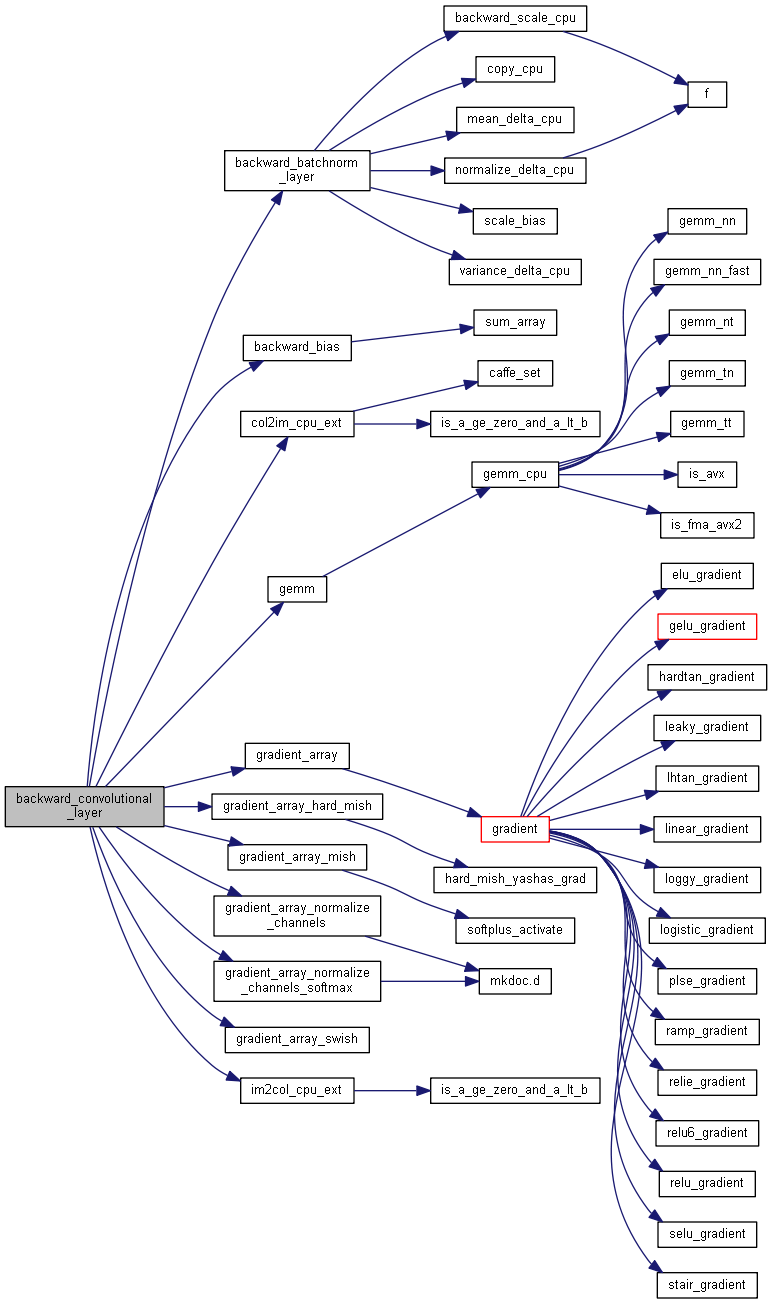 backward_scale_cpu
copy_cpu
f
mean_delta_cpu
backward_batchnorm
_layer
normalize_delta_cpu
scale_bias
gemm_nn
variance_delta_cpu
gemm_nn_fast
sum_array
gemm_nt
backward_bias
caffe_set
gemm_tn
col2im_cpu_ext
is_a_ge_zero_and_a_lt_b
gemm_tt
gemm_cpu
is_avx
is_fma_avx2
gemm
elu_gradient
gelu_gradient
hardtan_gradient
leaky_gradient
gradient_array
lhtan_gradient
backward_convolutional
_layer
gradient_array_hard_mish
gradient
linear_gradient
gradient_array_mish
hard_mish_yashas_grad
loggy_gradient
gradient_array_normalize
_channels
softplus_activate
logistic_gradient
gradient_array_normalize
_channels_softmax
mkdoc.d
plse_gradient
gradient_array_swish
ramp_gradient
im2col_cpu_ext
is_a_ge_zero_and_a_lt_b
relie_gradient
relu6_gradient
relu_gradient
selu_gradient
stair_gradient